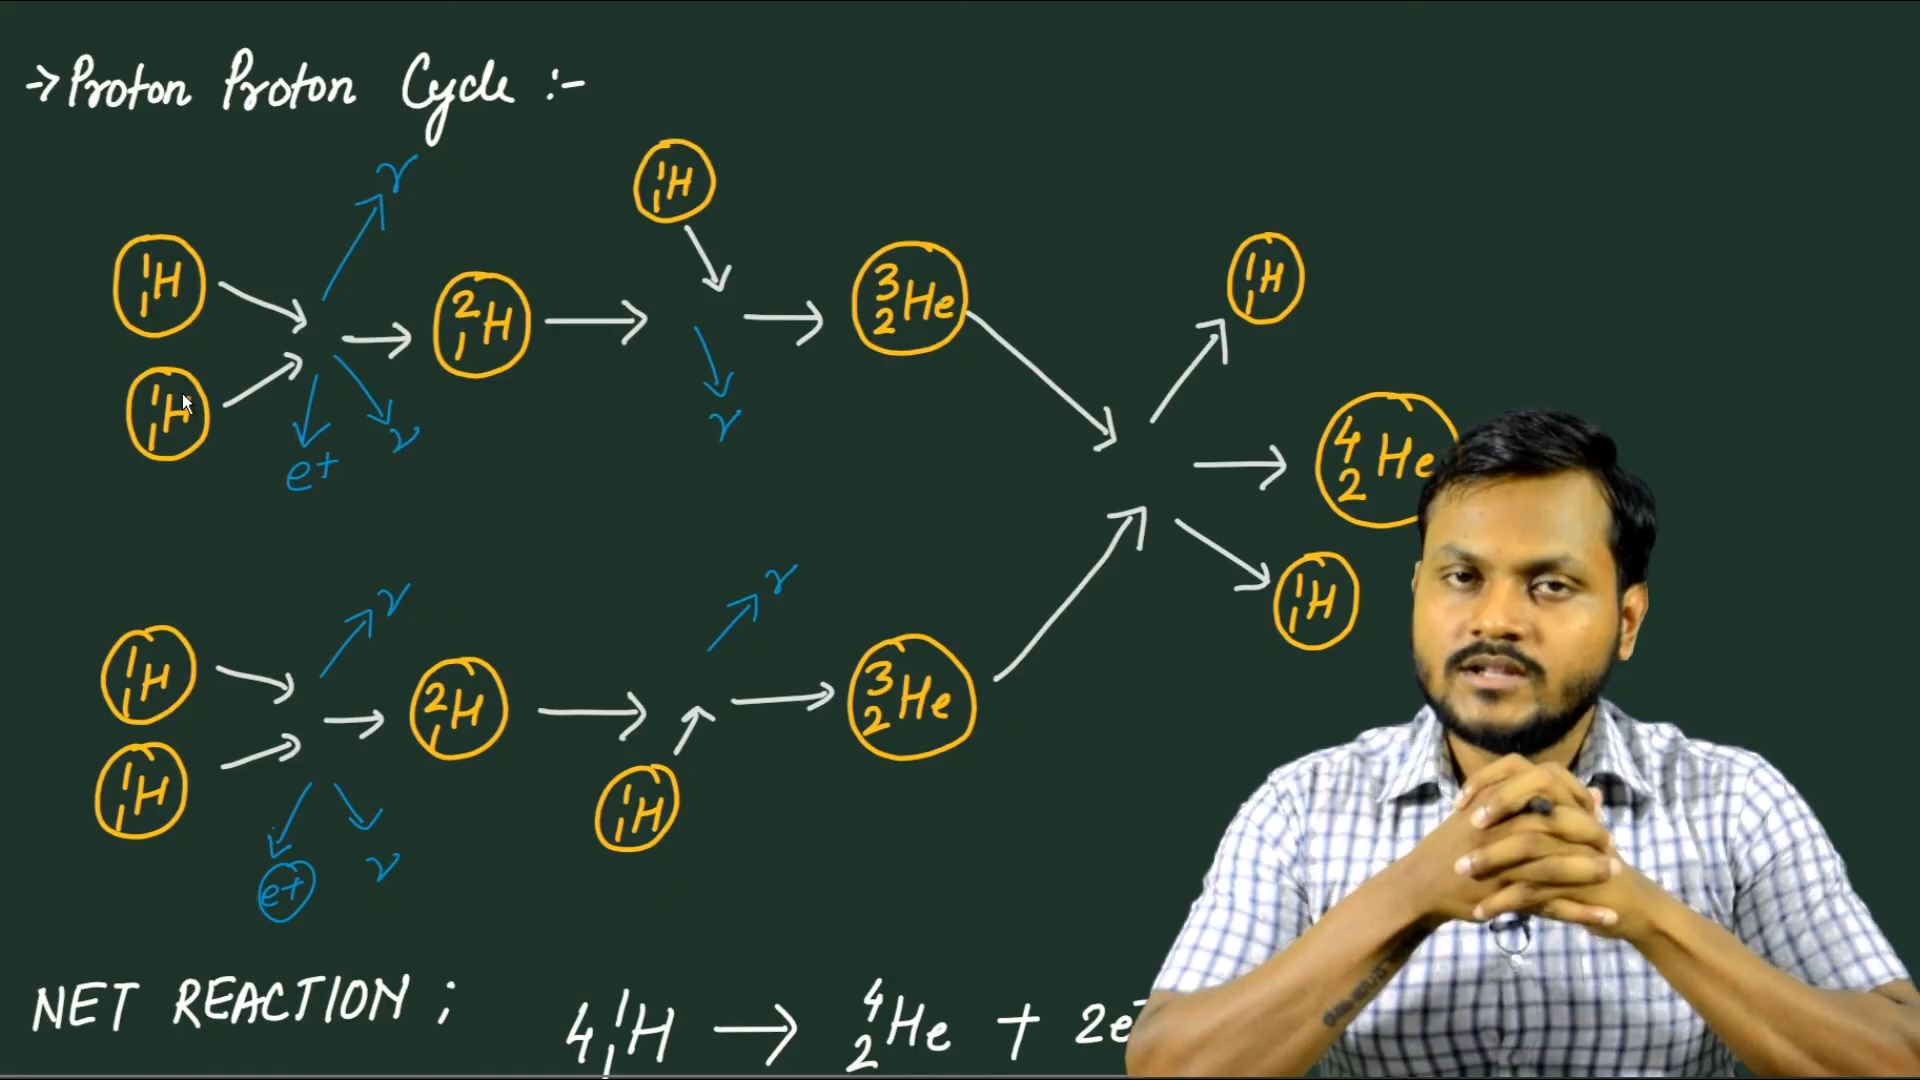 → Proton Proton Cycle :-
γ
¹₁H
¹₁H
¹₁H
²₁H
³₂He
¹₁H
e+
ν
γ
⁴₂He
¹₁H
γ
γ
¹₁H
²₁H
³₂He
¹₁H
¹₁H
e+
ν
NET REACTION ;
4¹₁H → ⁴₂He + 2e